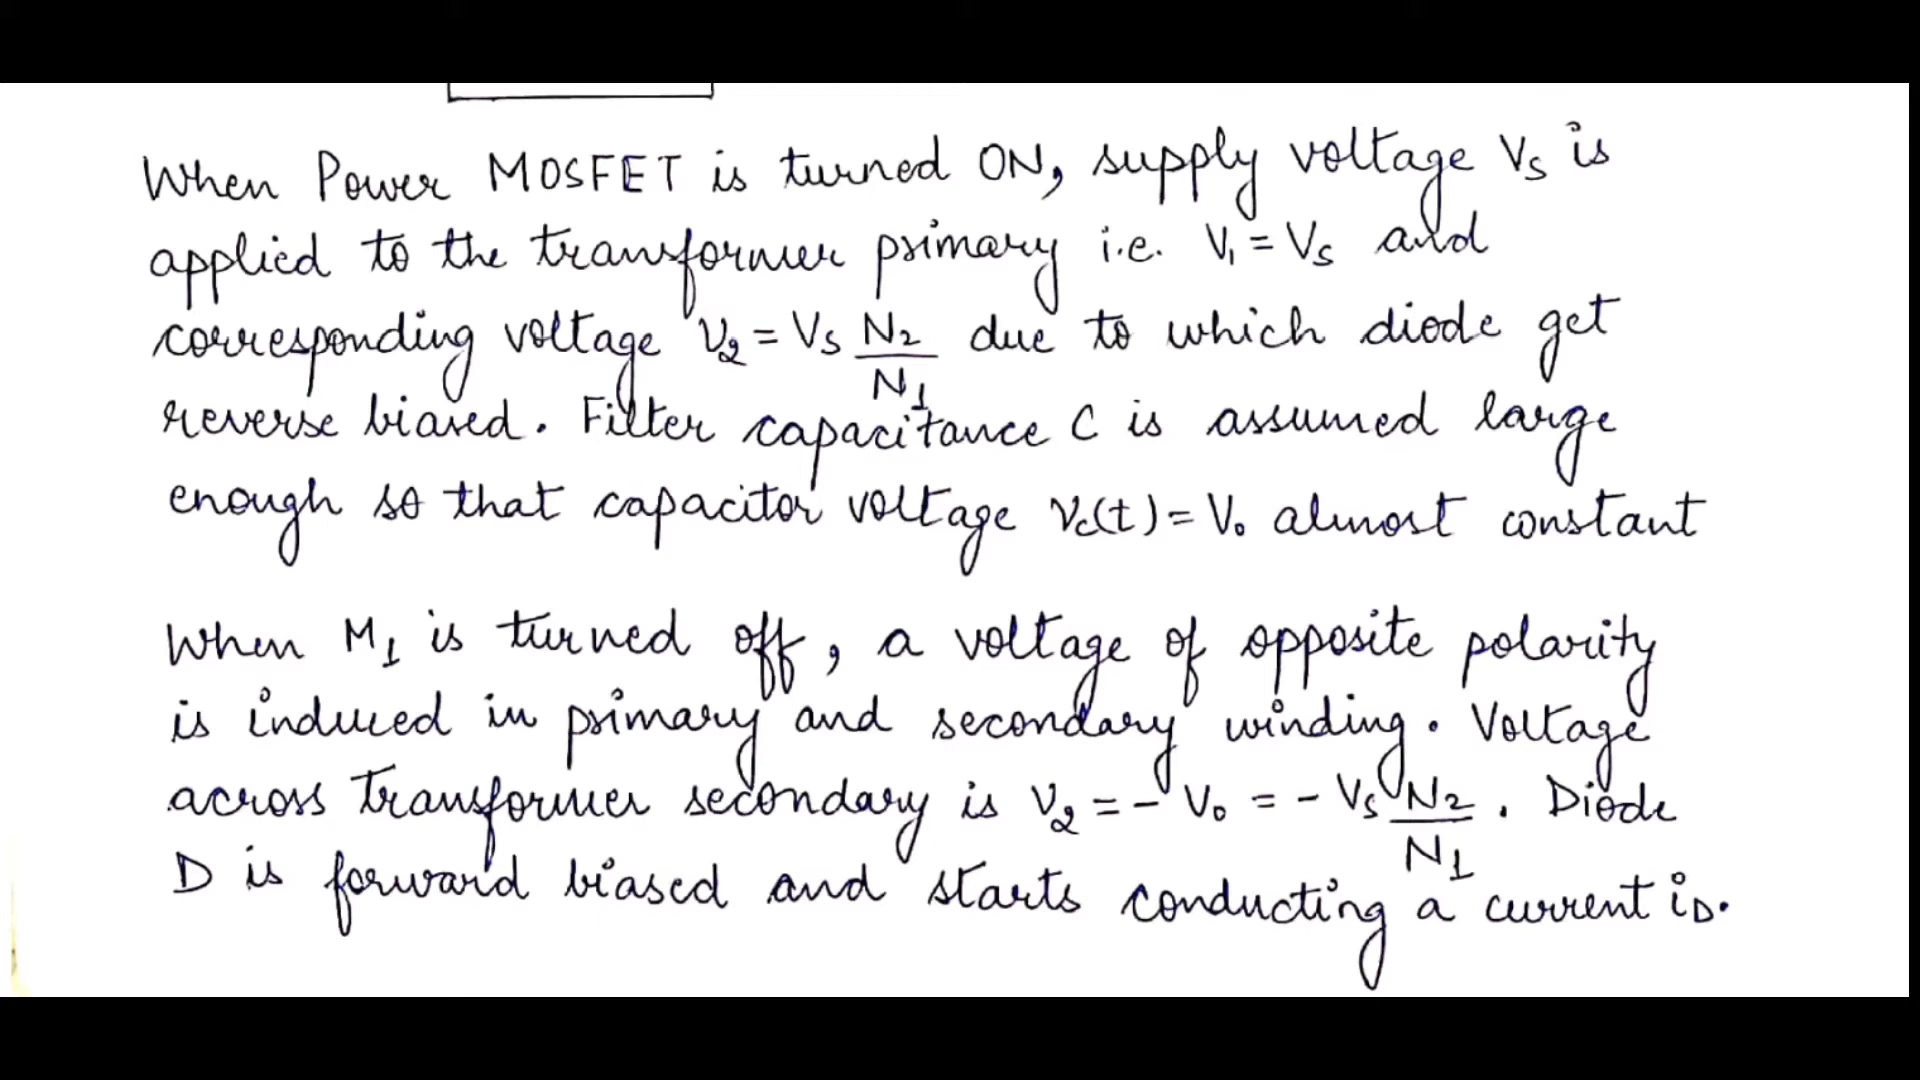 When Power MOSFET is turned ON, supply voltage Vs is
applied to the transformer primary i.e. V₁ = Vs and
corresponding voltage V₂ = Vs N₂/N₁ due to which diode get
reverse biased. Filter capacitance C is assumed large
enough so that capacitor voltage Vc(t) = V₀ almost constant
When M₁ is turned off, a voltage of opposite polarity
is induced in primary and secondary winding. Voltage
across transformer secondary is V₂ = - V₀ = - Vs N₂/N₁. Diode
D is forward biased and starts conducting a current iD.